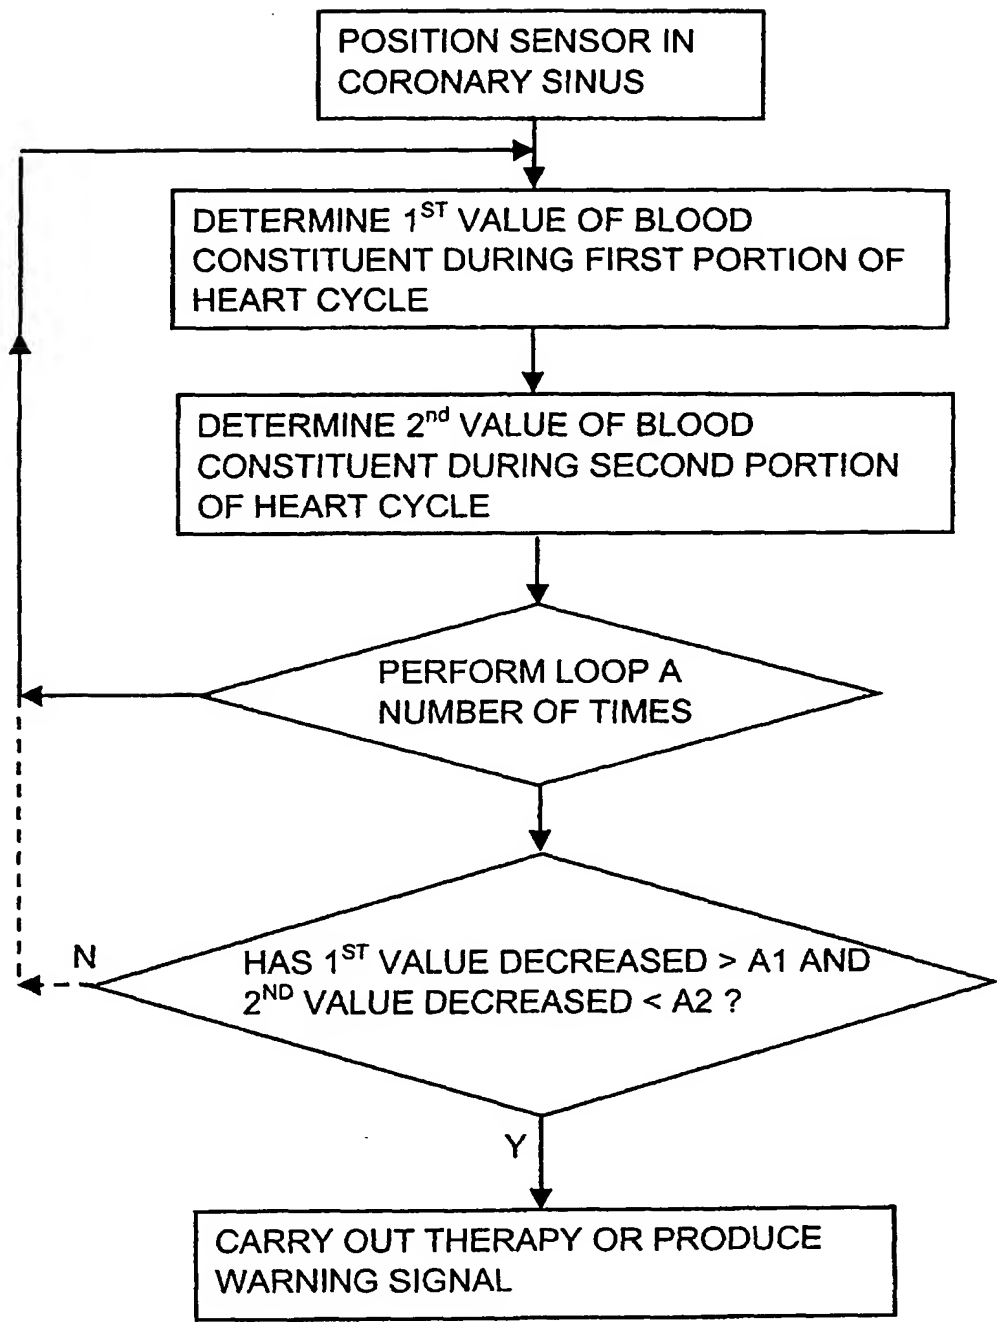 POSITION SENSOR IN
CORONARY SINUS
DETERMINE 1ST VALUE OF BLOOD
CONSTITUENT DURING FIRST PORTION OF
HEART CYCLE
DETERMINE 2nd VALUE OF BLOOD
CONSTITUENT DURING SECOND PORTION
OF HEART CYCLE
PERFORM LOOP A
NUMBER OF TIMES
N
HAS 1ST VALUE DECREASED > A1 AND
2ND VALUE DECREASED < A2 ?
Y
CARRY OUT THERAPY OR PRODUCE
WARNING SIGNAL